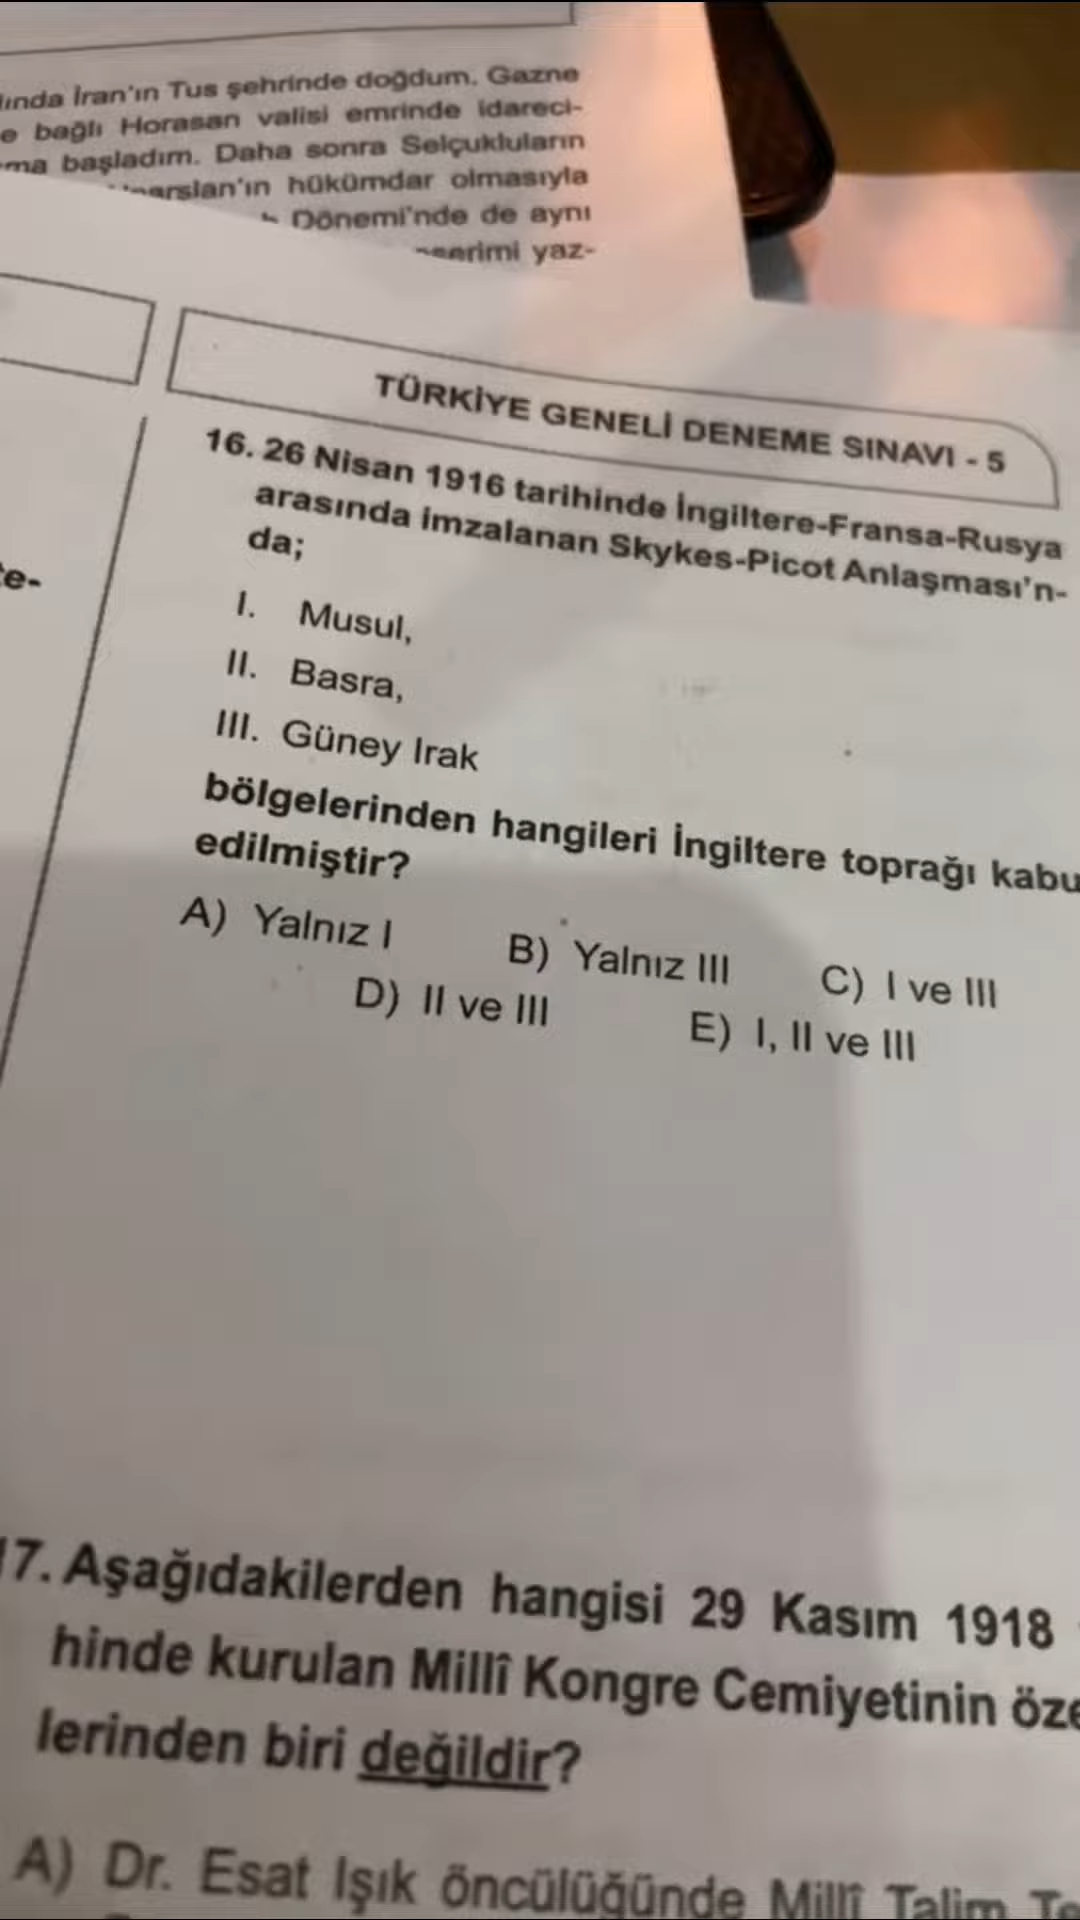 İran'ın Tus şehrinde doğdum. Gazne
e bağlı Horasan valisi emrinde idareci-
başladım. Daha sonra Selçukluların
hükümdar olmasıyla
Dönemi'nde de aynı
yaz-
TÜRKİYE GENELİ DENEME SINAVI - 5
16. 26 Nisan 1916 tarihinde İngiltere-Fransa-Rusya
arasında imzalanan Skykes-Picot Anlaşması'n-
da;
I. Musul,
II. Basra,
III. Güney Irak
bölgelerinden hangileri İngiltere toprağı kabu
edilmiştir?
A) Yalnız I B) Yalnız III C) I ve III
D) II ve III E) I, II ve III
17. Aşağıdakilerden hangisi 29 Kasım 1918
hinde kurulan Millî Kongre Cemiyetinin öze
lerinden biri değildir?
A) Dr. Esat Işık öncülüğünde Millî Talim Te